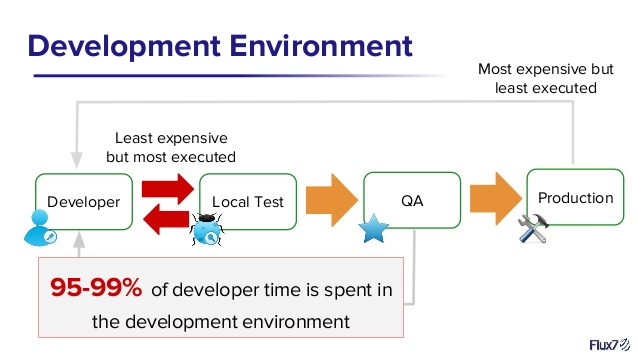 Development Environment
Most expensive but
least executed
Least expensive
but most executed
Developer
Local Test
QA
Production
95-99% of developer time is spent in
the development environment
Flux7